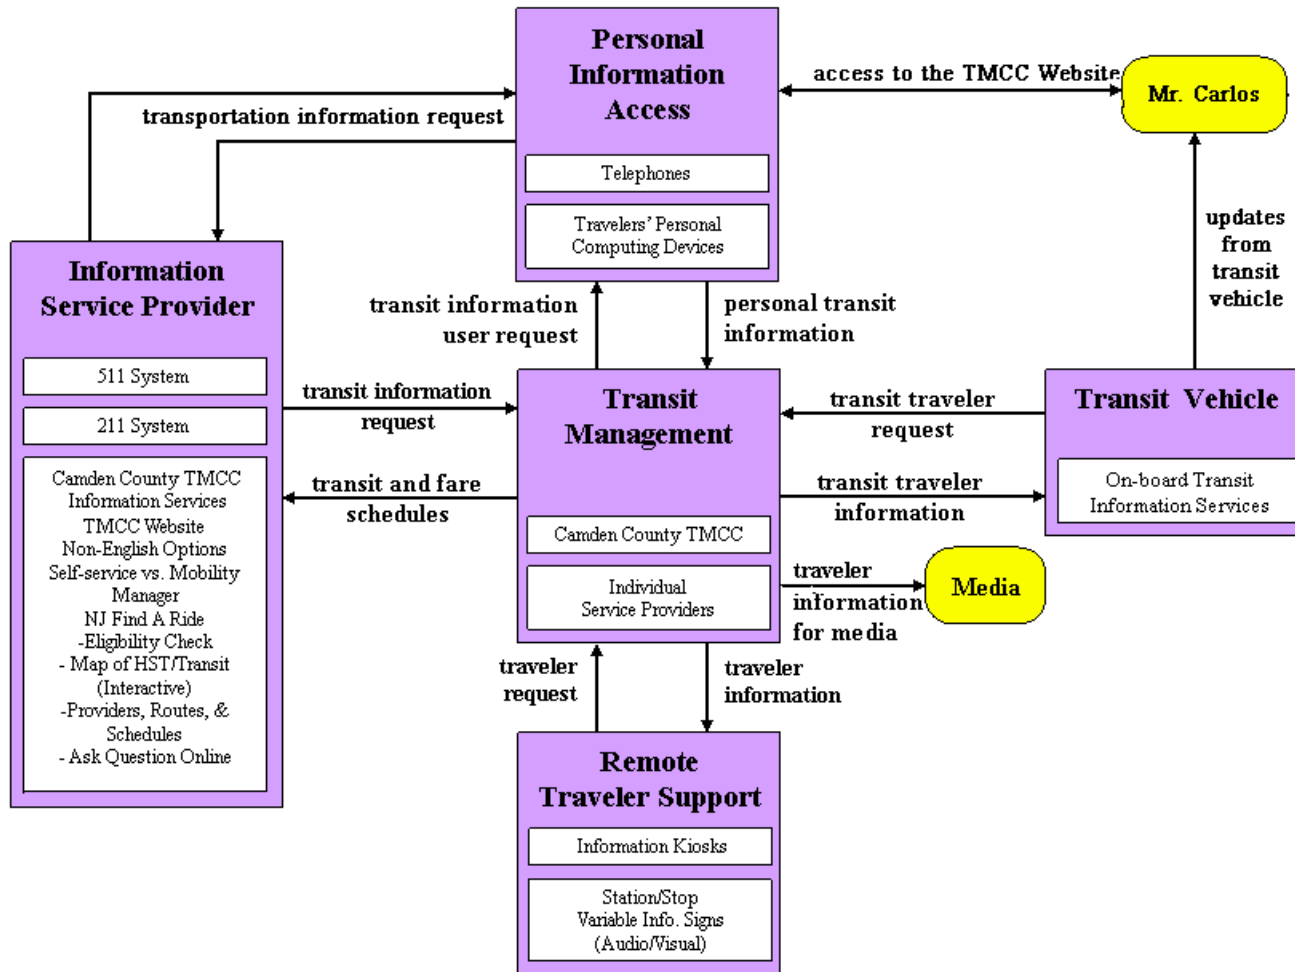 Personal
Information
Access
Telephones
Travelers' Personal
Computing Devices
access to the TMCC Website
Mr. Carlos
transportation information request
updates
from
transit
vehicle
Information
Service Provider
511 System
211 System
Camden County TMCC
Information Services
TMCC Website
Non-English Options
Self-service vs. Mobility
Manager
NJ Find A Ride
-Eligibility Check
- Map of HST/Transit
(Interactive)
-Providers, Routes, &
Schedules
- Ask Question Online
transit information
user request
personal transit
information
transit information
request
transit and fare
schedules
Transit
Management
Camden County TMCC
Individual
Service Providers
transit traveler
request
transit traveler
information
Transit Vehicle
On-board Transit
Information Services
traveler
information
for media
Media
traveler
request
traveler
information
Remote
Traveler Support
Information Kiosks
Station/Stop
Variable Info. Signs
(Audio/Visual)